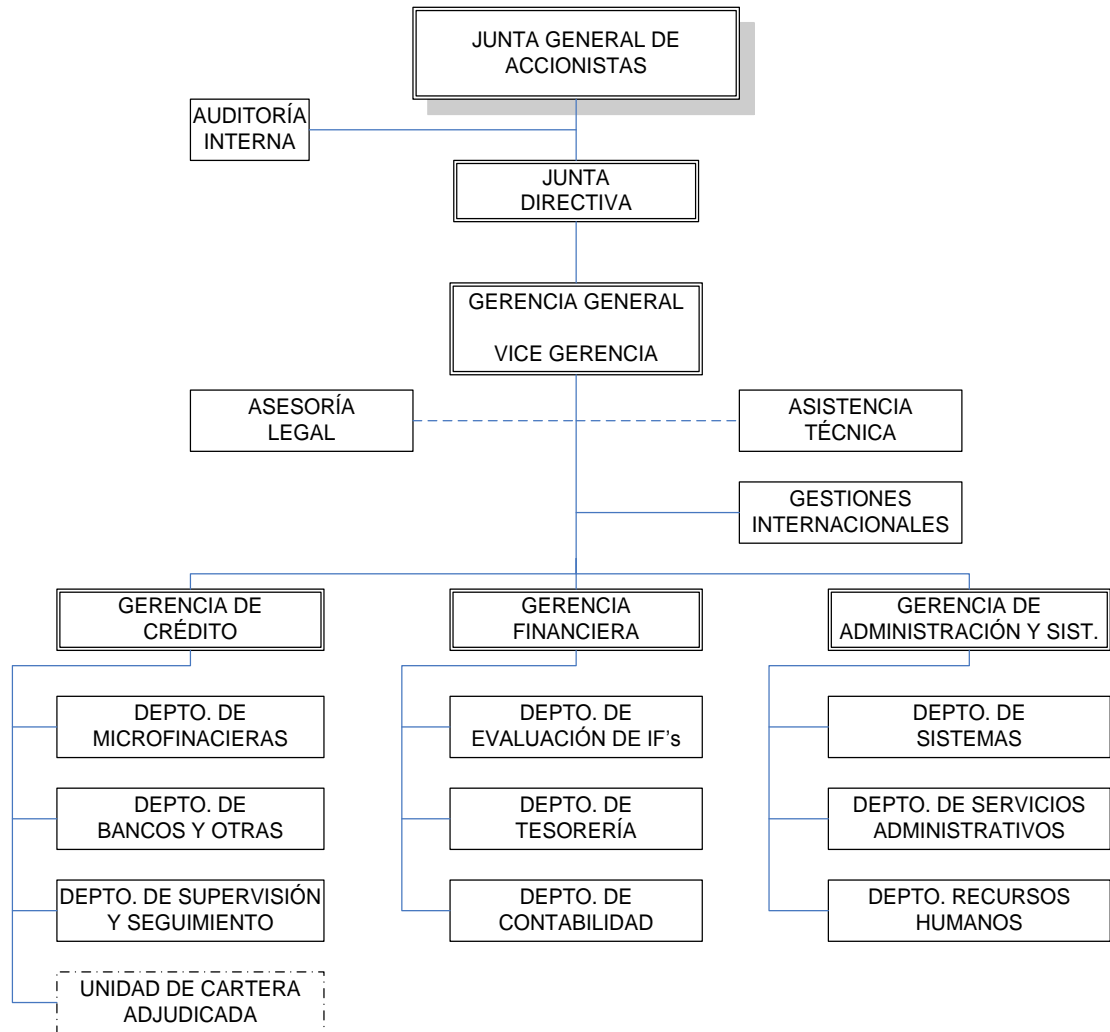 JUNTA GENERAL DE
ACCIONISTAS
AUDITORÍA
INTERNA
JUNTA
DIRECTIVA
GERENCIA GENERAL
VICE GERENCIA
ASESORÍA
LEGAL
ASISTENCIA
TÉCNICA
GESTIONES
INTERNACIONALES
GERENCIA DE
CRÉDITO
GERENCIA
FINANCIERA
GERENCIA DE
ADMINISTRACIÓN Y SIST.
DEPTO. DE
MICROFINACIERAS
DEPTO. DE
EVALUACIÓN DE IF's
DEPTO. DE
SISTEMAS
DEPTO. DE
BANCOS Y OTRAS
DEPTO. DE
TESORERÍA
DEPTO. DE SERVICIOS
ADMINISTRATIVOS
DEPTO. DE SUPERVISIÓN
Y SEGUIMIENTO
DEPTO. DE
CONTABILIDAD
DEPTO. RECURSOS
HUMANOS
UNIDAD DE CARTERA
ADJUDICADA